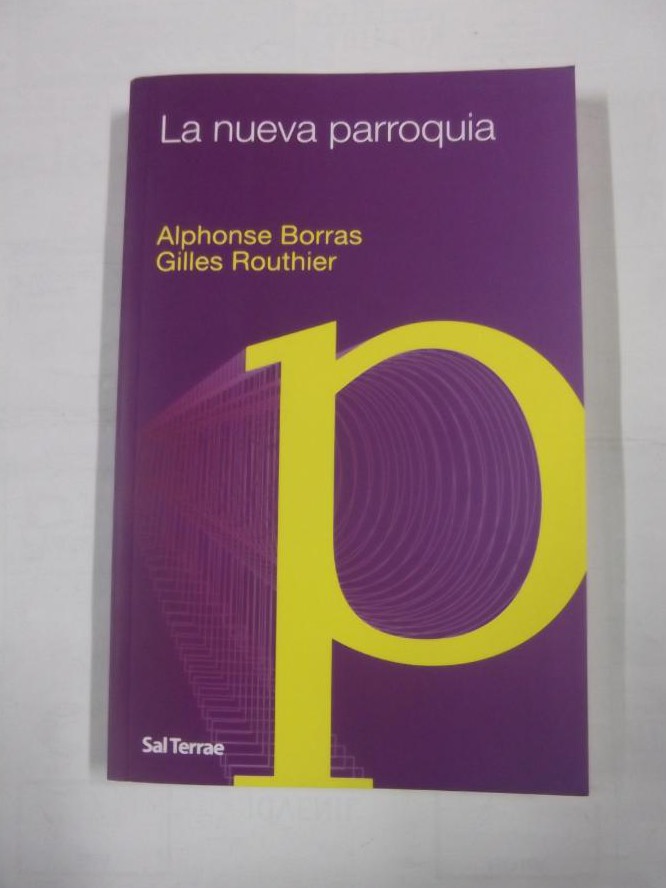 La nueva parroquia
Alphonse Borras
Gilles Routhier
p
Sal Terrae